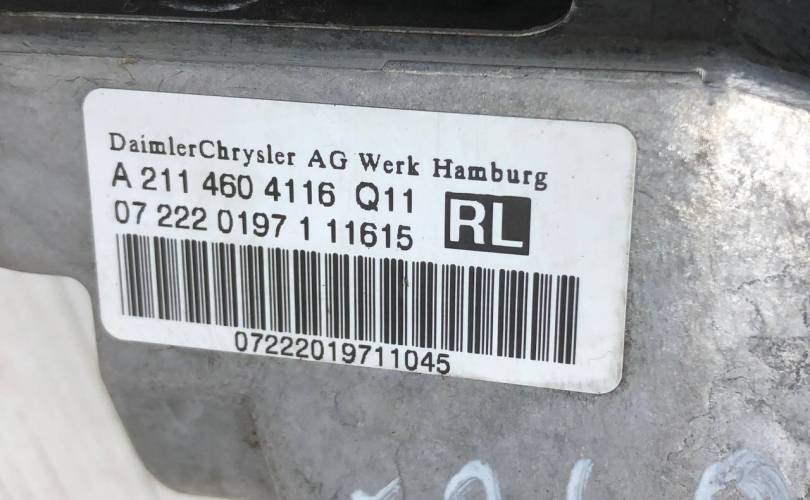 DaimlerChrysler AG Werk Hamburg
A 211 460 4116 Q11
07 222 0197 1 11615 RL
07222019711045